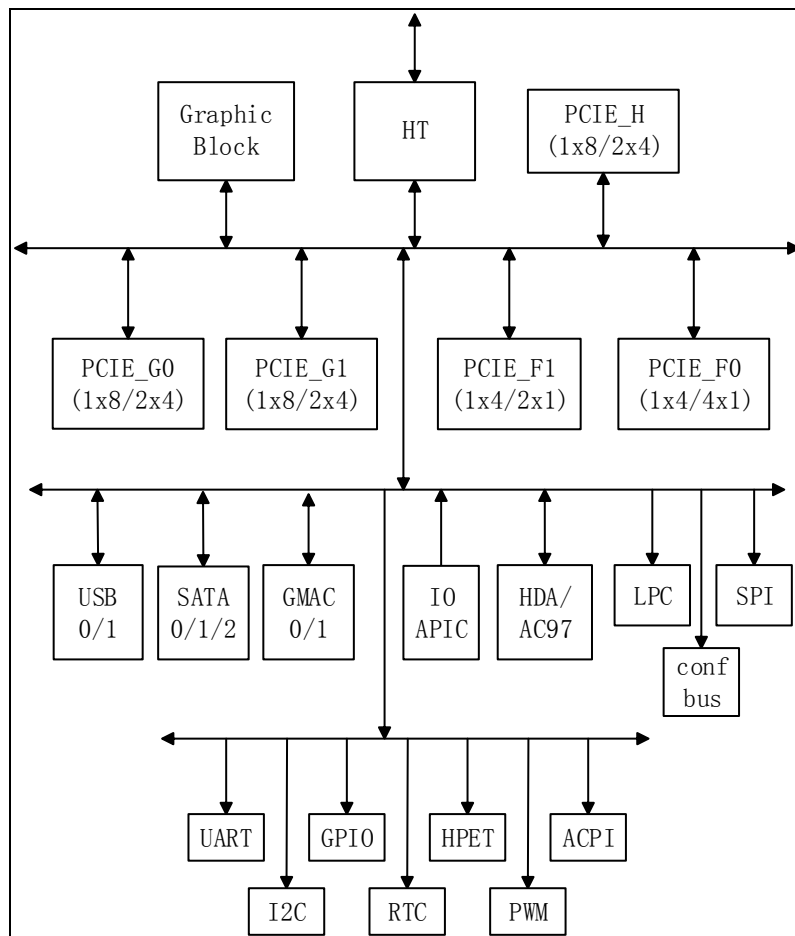 Graphic
Block
HT
PCIE_H
(1x8/2x4)
PCIE_G0
(1x8/2x4)
PCIE_G1
(1x8/2x4)
PCIE_F1
(1x4/2x1)
PCIE_F0
(1x4/4x1)
USB
0/1
SATA
0/1/2
GMAC
0/1
IO
APIC
HDA/
AC97
LPC
conf
bus
SPI
UART
GPIO
HPET
ACPI
I2C
RTC
PWM